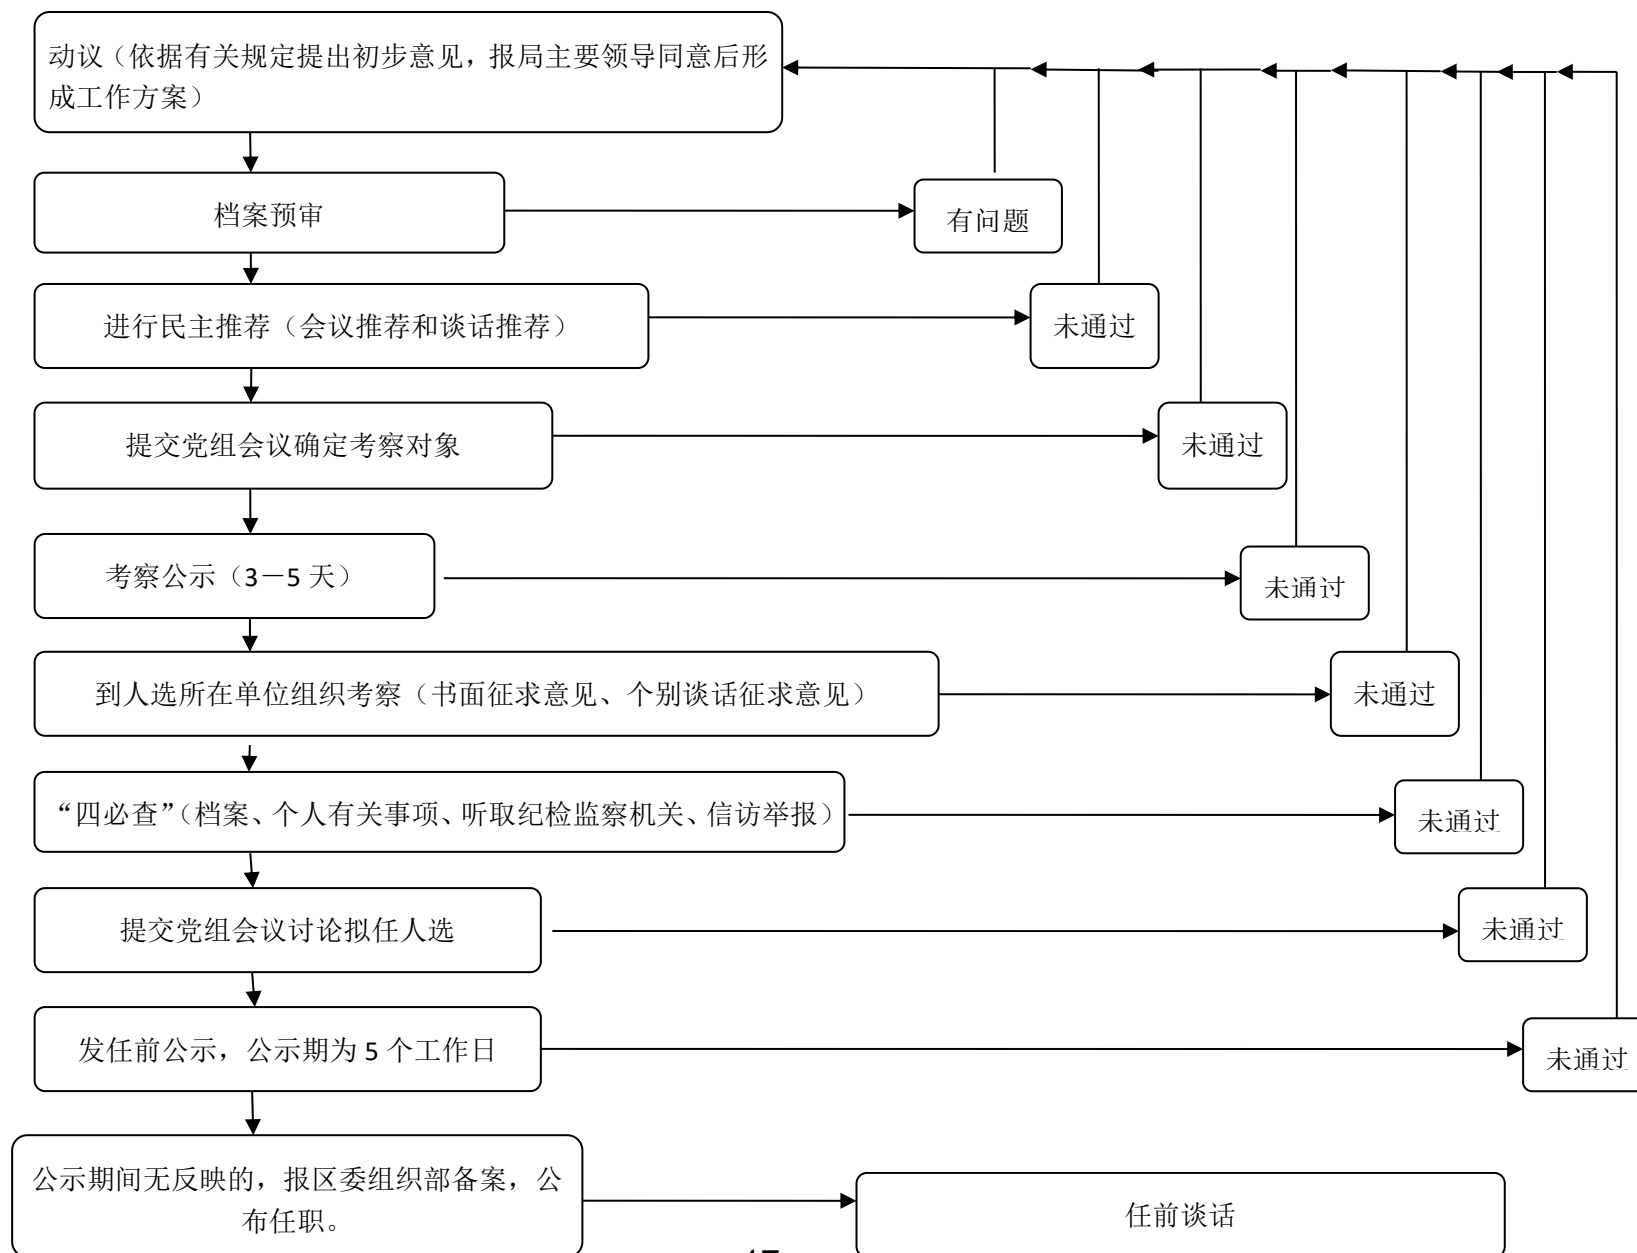 动议（依据有关规定提出初步意见，报局主要领导同意后形
成工作方案）
档案预审
有问题
进行民主推荐（会议推荐和谈话推荐）
未通过
提交党组会议确定考察对象
未通过
考察公示（3－5 天）
未通过
到人选所在单位组织考察（书面征求意见、个别谈话征求意见）
未通过
“四必查”（档案、个人有关事项、听取纪检监察机关、信访举报）
未通过
提交党组会议讨论拟任人选
未通过
发任前公示，公示期为 5 个工作日
未通过
公示期间无反映的，报区委组织部备案，公
布任职。
任前谈话